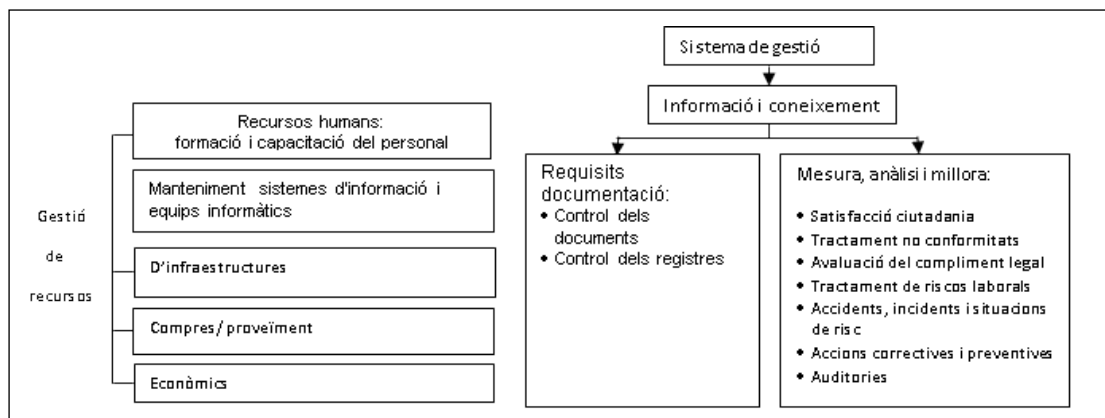 Gestió
de
recursos
Recursos humans:
formació i capacitació del personal
Manteniment sistemes d'informació i
equips informàtics
D'infraestructures
Compres/proveïment
Econòmics
Sistema de gestió
Informació i coneixement
Requisits
documentació:
• Control dels
documents
• Control dels registres
Mesura, anàlisi i millora:
• Satisfacció ciutadania
• Tractament no conformitats
• Avaluació del compliment legal
• Tractament de riscos laborals
• Accidents, incidents i situacions
de risc
• Accions correctives i preventives
• Auditories